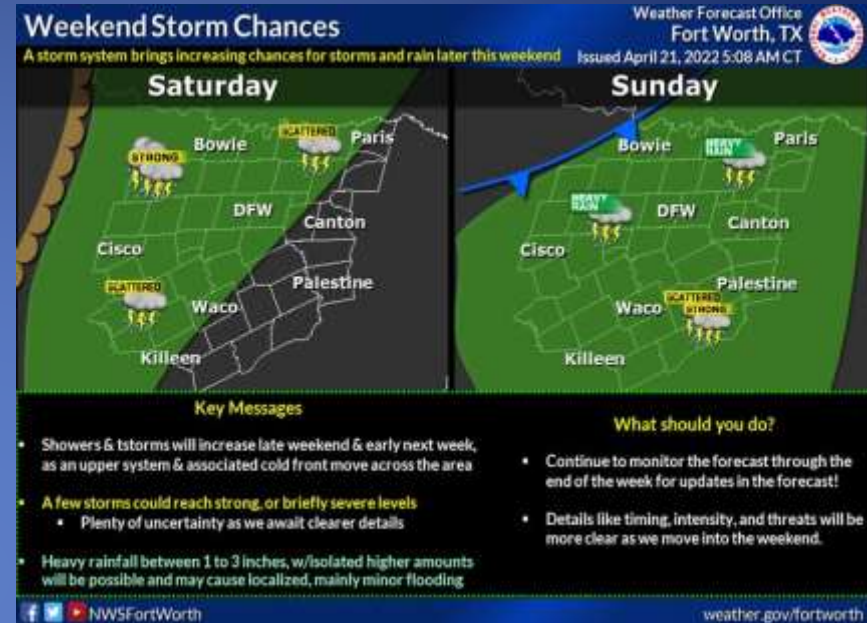 Weekend Storm Chances
A storm system brings increasing chances for storms and rain later this weekend
Weather Forecast Office
Fort Worth, TX
Issued April 21, 2022 5:08 AM CT
Saturday
STRONG
Bowie
SCATTERED
Paris
DFW
Canton
Cisco
SCATTERED
Palestine
Waco
Killeen
Sunday
Bowie
HEAVY
RAIN
Paris
HEAVY
RAIN
DFW
Canton
Cisco
Palestine
Waco
SCATTERED
STRONG
Killeen
Key Messages
• Showers & tstorms will increase late weekend & early next week,
as an upper system & associated cold front move across the area
• A few storms could reach strong, or briefly severe levels
• Plenty of uncertainty as we await clearer details
• Heavy rainfall between 1 to 3 inches, w/isolated higher amounts
will be possible and may cause localized, mainly minor flooding
What should you do?
• Continue to monitor the forecast through the
end of the week for updates in the forecast!
• Details like timing, intensity, and threats will be
more clear as we move into the weekend.
NWSFortWorth
weather.gov/fortworth